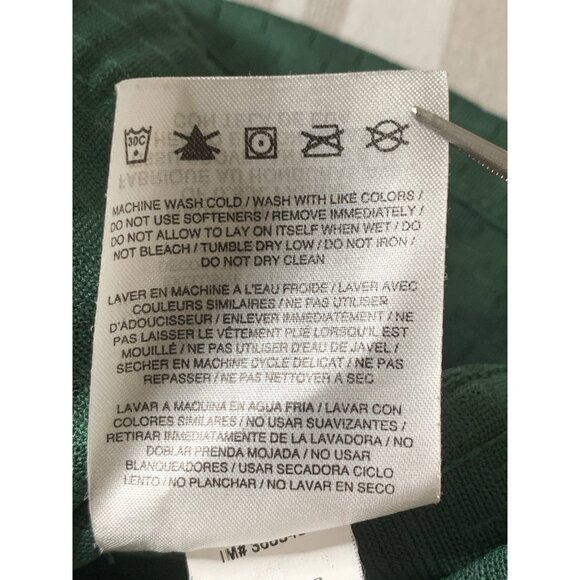 30C
MACHINE WASH COLD / WASH WITH LIKE COLORS /
DO NOT USE SOFTENERS / REMOVE IMMEDIATELY /
DO NOT ALLOW TO LAY ON ITSELF WHEN WET / DO
NOT BLEACH / TUMBLE DRY LOW / DO NOT IRON /
DO NOT DRY CLEAN
LAVER EN MACHINE A L'EAU FROIDE / LAVER AVEC
COULEURS SIMILAIRES / NE PAS UTILISER
D'ADOUCISSEUR / ENLEVER IMMÉDIATEMENT / NE
PAS LAISSER LE VÊTEMENT PLIÉ LORSQU'IL EST
MOUILLÉ / NE PAS UTILISER D'EAU DE JAVEL /
SECHER EN MACHINE CYCLE DELICAT / NE PAS
REPASSER / NE PAS NETTOYER A SEC
LAVAR A MAQUINA EN AGUA FRIA / LAVAR CON
COLORES SIMILARES / NO USAR SUAVIZANTES /
RETIRAR INMEDIATAMENTE DE LA LAVADORA / NO
DOBLAR PRENDA MOJADA / NO USAR
BLANQUEADORES / USAR SECADORA CICLO
LENTO / NO PLANCHAR / NO LAVAR EN SECO
IM#